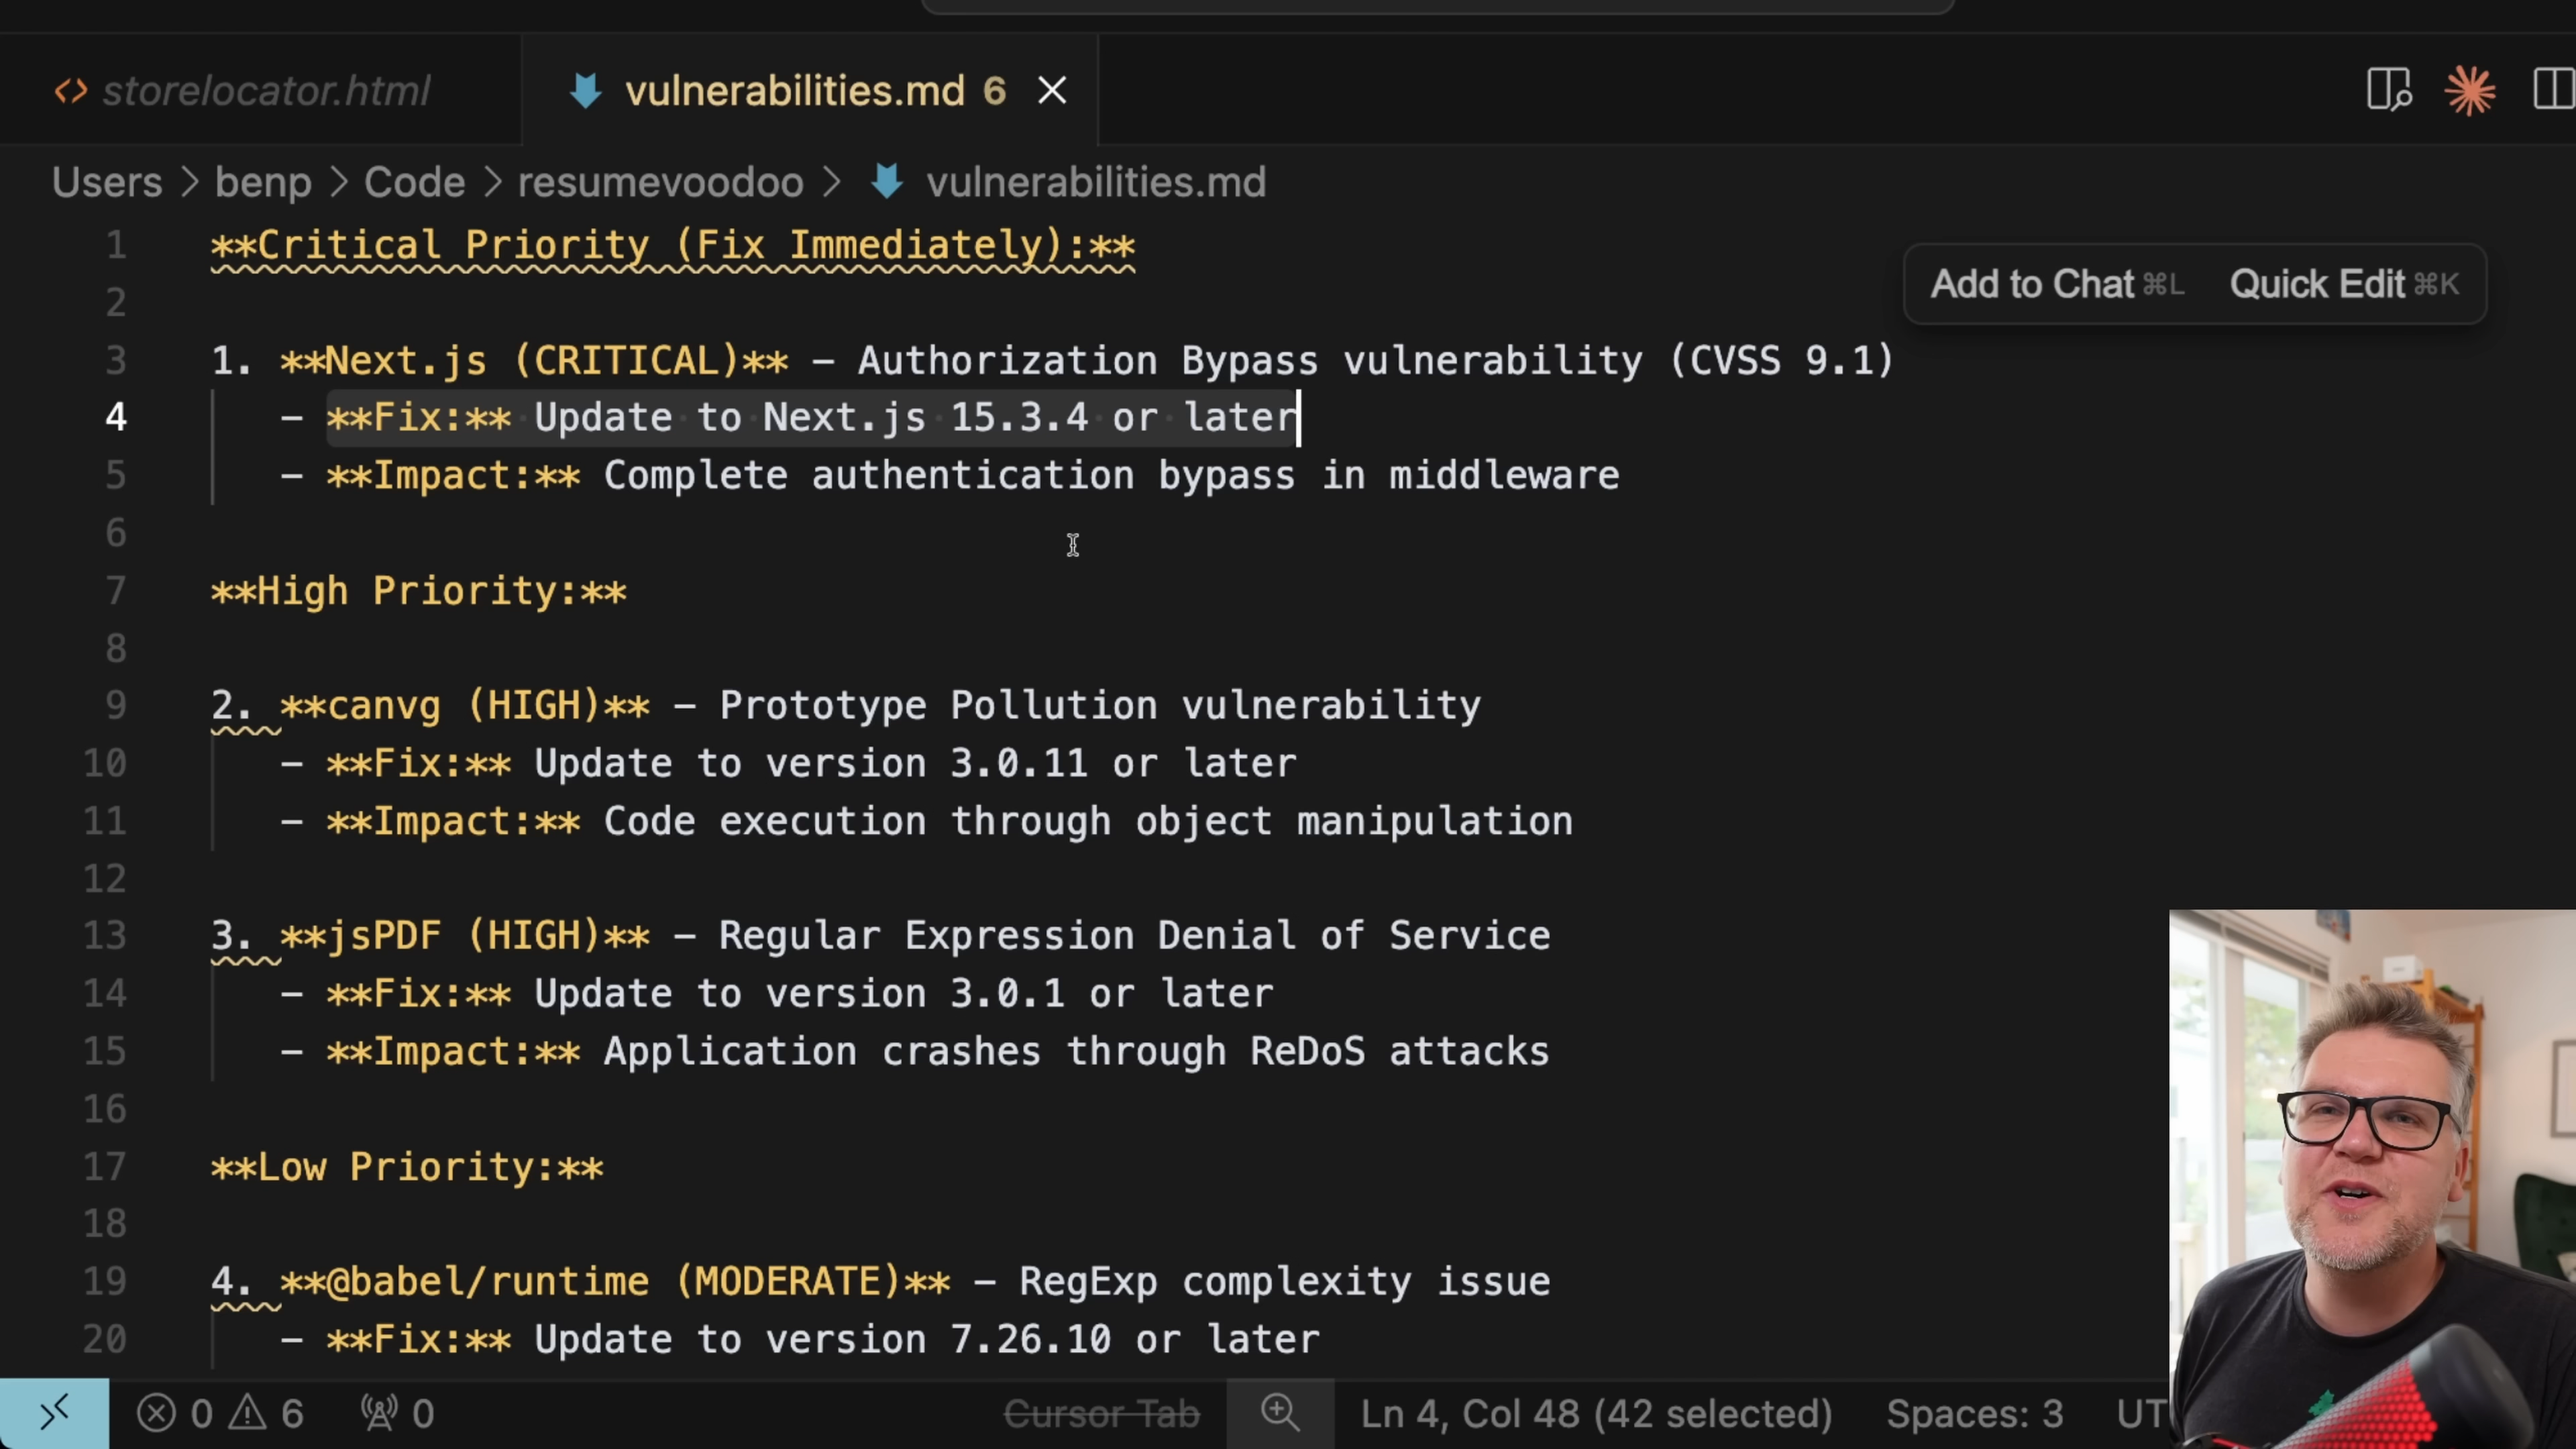 storelocator.html
vulnerabilities.md 6
Users > benp > Code > resumevoodoo > vulnerabilities.md
Add to Chat ⌘L Quick Edit ⌘K
1 **Critical Priority (Fix Immediately):**
2
3 1. **Next.js (CRITICAL)** – Authorization Bypass vulnerability (CVSS 9.1)
4 – **Fix:** Update to Next.js 15.3.4 or later
5 – **Impact:** Complete authentication bypass in middleware
6
7 **High Priority:**
8
9 2. **canvg (HIGH)** – Prototype Pollution vulnerability
10 – **Fix:** Update to version 3.0.11 or later
11 – **Impact:** Code execution through object manipulation
12
13 3. **jsPDF (HIGH)** – Regular Expression Denial of Service
14 – **Fix:** Update to version 3.0.1 or later
15 – **Impact:** Application crashes through ReDoS attacks
16
17 **Low Priority:**
18
19 4. **@babel/runtime (MODERATE)** – RegExp complexity issue
20 – **Fix:** Update to version 7.26.10 or later
0 6 0 Cursor Tab Ln 4, Col 48 (42 selected) Spaces: 3 UT